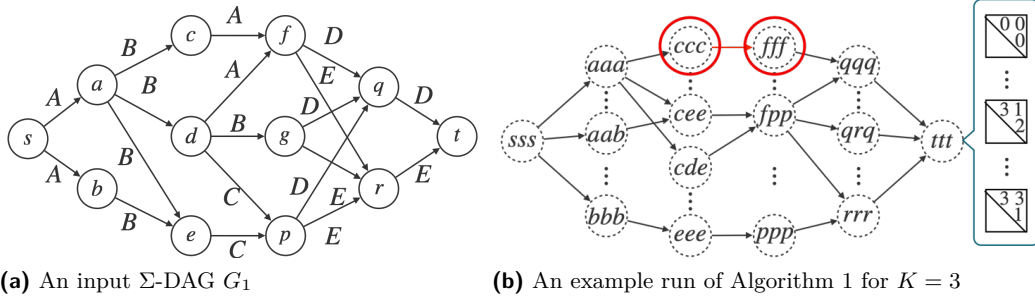 A
c
f
D
B
A
E
a
B
q
D
A
D
s
d
B
g
t
B
E
A
C
D
E
b
r
B
e
C
p
E
(a) An input Σ-DAG G₁
ccc
fff
aaa
qqq
cee
fpp
aab
qrq
sss
ttt
cde
bbb
rrr
eee
ppp
0 0
0
3 1
2
3 3
1
(b) An example run of Algorithm 1 for K = 3